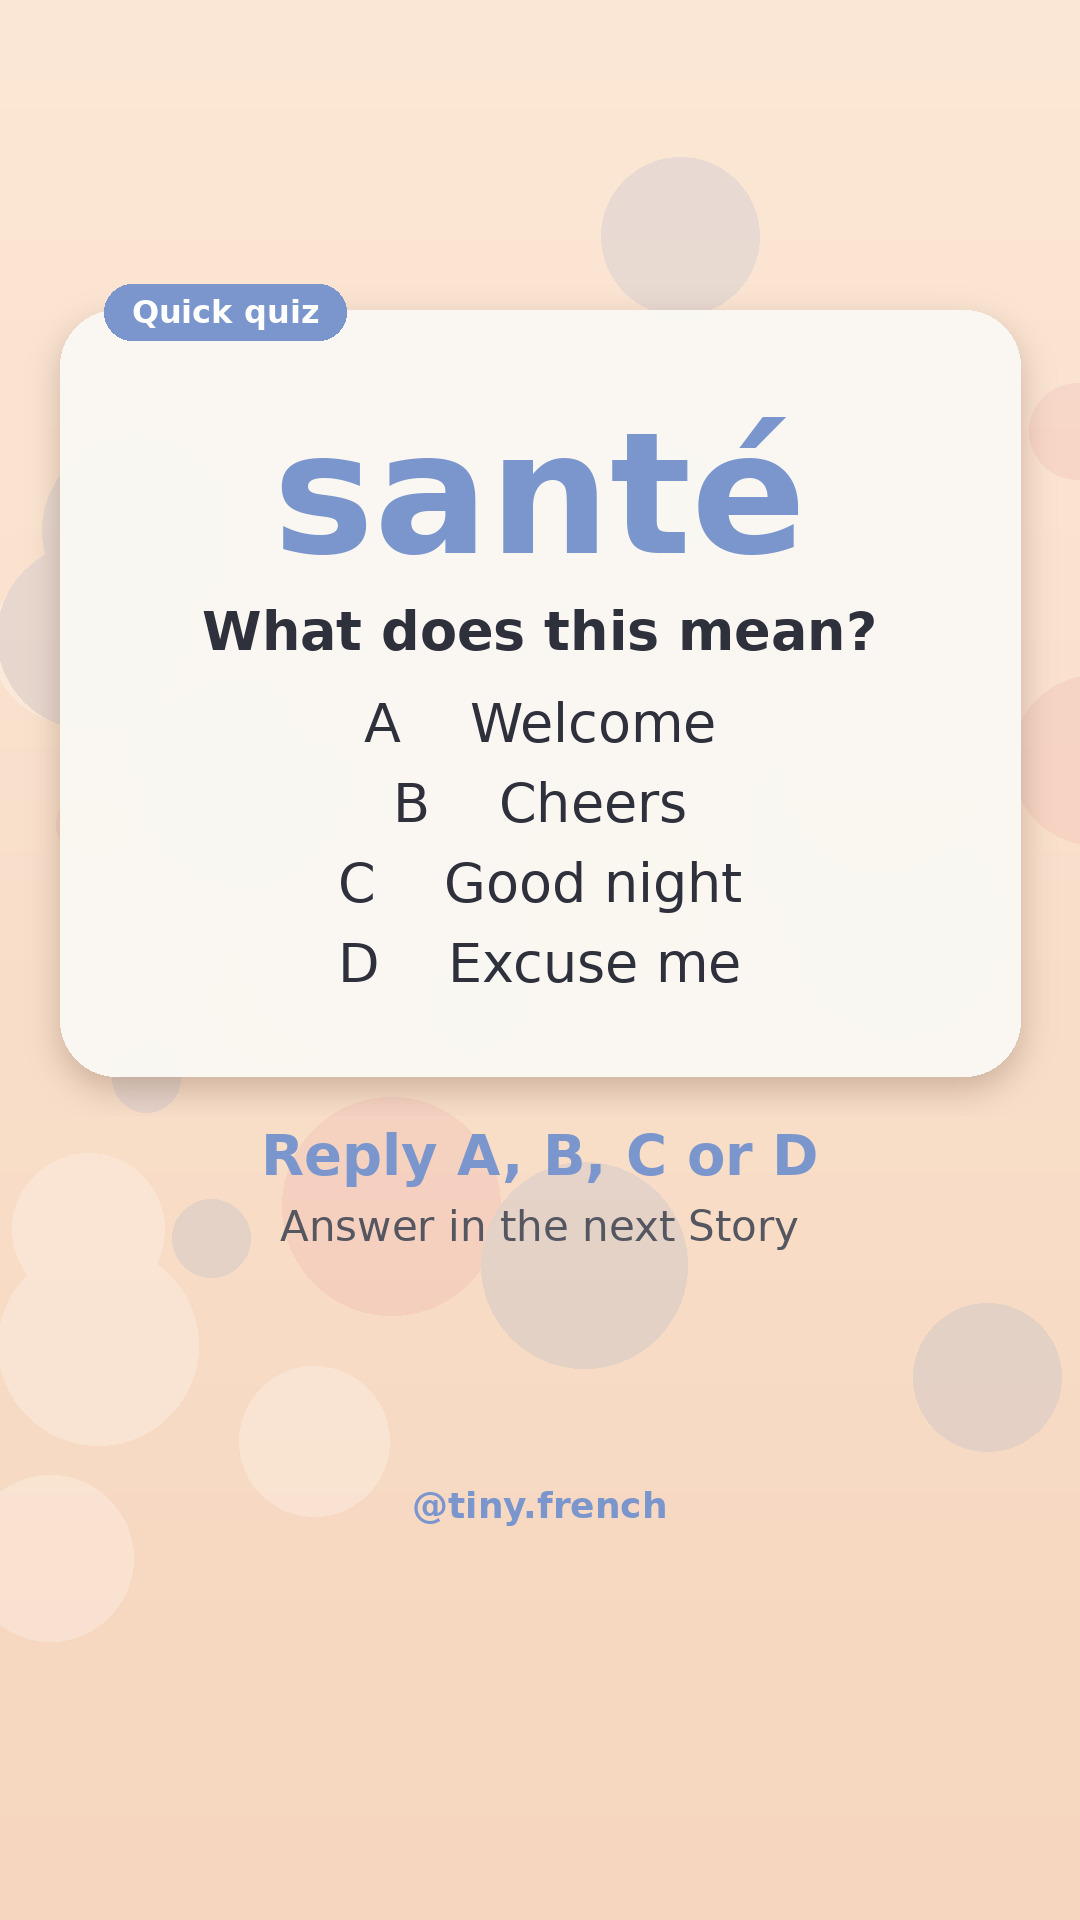 Quick quiz
santé
What does this mean?
A Welcome
B Cheers
C Good night
D Excuse me
Reply A, B, C or D
Answer in the next Story
@tiny.french